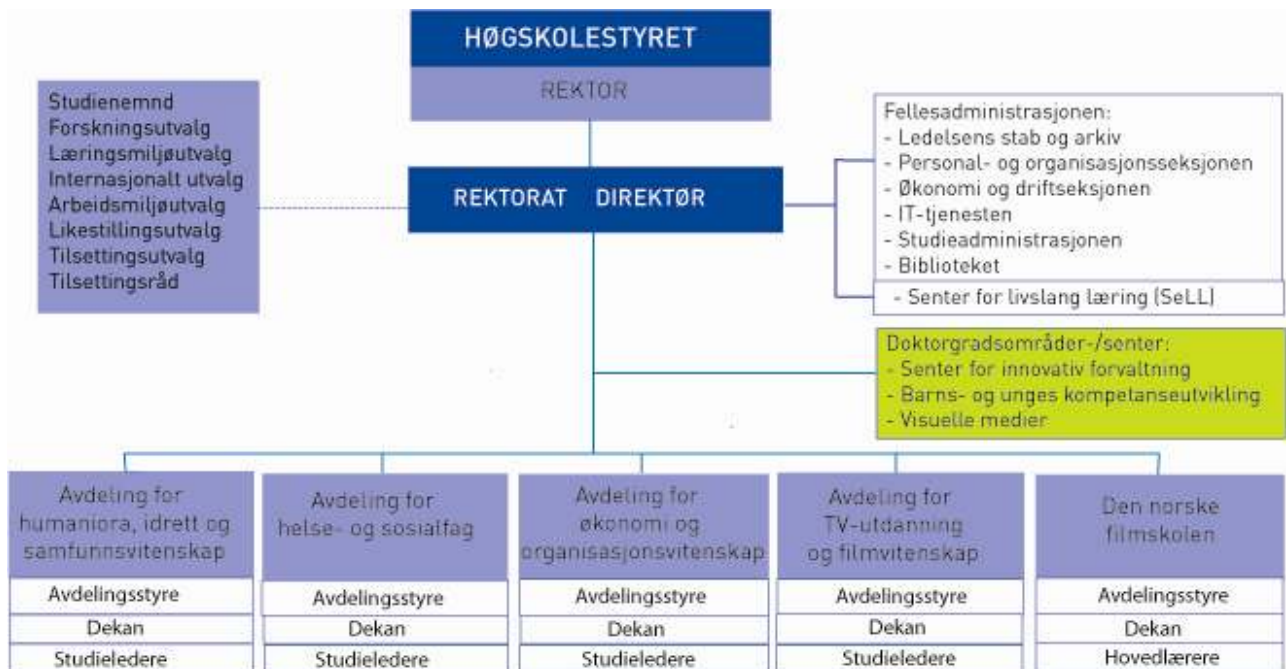 HØGSKOLESTYRET
REKTOR
Studienemnd
Forskningsutvalg
Læringsmiljøutvalg
Internasjonalt utvalg
Arbeidsmiljøutvalg
Likestillingsutvalg
Tilsettingsutvalg
Tilsettingsråd
REKTORAT DIREKTØR
Fellesadministrasjonen:
- Ledelsens stab og arkiv
- Personal- og organisasjonsseksjonen
- Økonomi og driftseksjonen
- IT-tjenesten
- Studieadministrasjonen
- Biblioteket
- Senter for livslang læring (SeLL)
Doktorgradsområder-/senter:
- Senter for innovativ forvaltning
- Barns- og unges kompetanseutvikling
- Visuelle medier
Avdeling for
humaniora, idrett og
samfunnsvitenskap
Avdelingsstyre
Dekan
Studieledere
Avdeling for
helse- og sosialfag
Avdelingsstyre
Dekan
Studieledere
Avdeling for
økonomi og
organisasjonsvitenskap
Avdelingsstyre
Dekan
Studieledere
Avdeling for
TV-utdanning
og filmvitenskap
Avdelingsstyre
Dekan
Studieledere
Den norske
filmskolen
Avdelingsstyre
Dekan
Hovedlærere